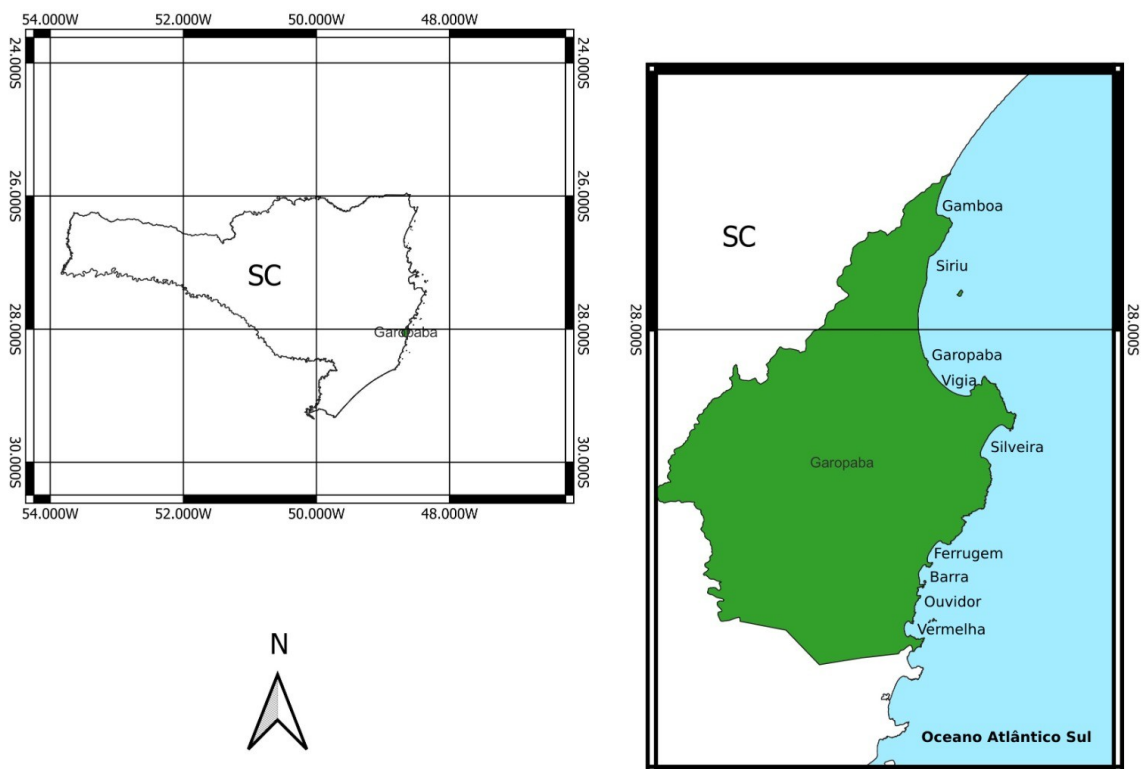 54.000W 52.000W 50.000W 48.000W
24.000S
24.000S
26.000S
26.000S
SC
28.000S
28.000S
Garopaba
30.000S
30.000S
54.000W 52.000W 50.000W 48.000W
N
SC
Gamboa
Siriu
28.000S
28.000S
Garopaba
Vigia
Silveira
Garopaba
Ferrugem
Barra
Ouvidor
Vermelha
Oceano Atlântico Sul